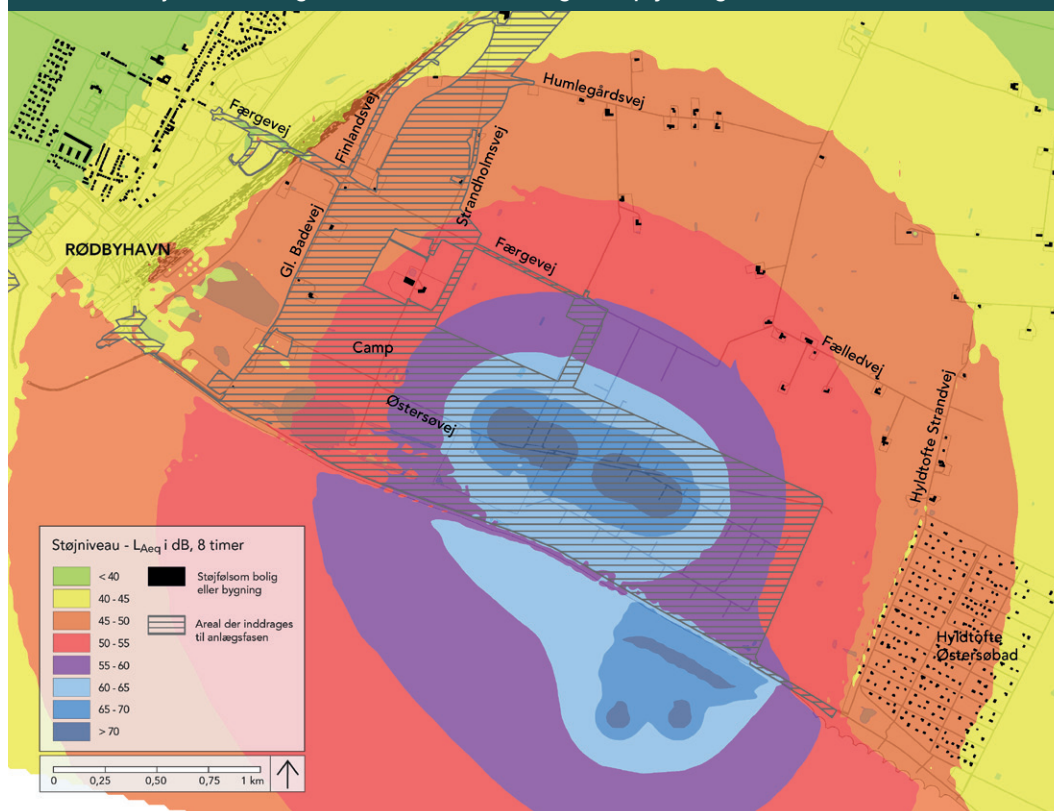 Humlegårdsvej
Færgevej
Finlandsvej
Strandholmsvej
RØDBYHAVN
Gl. Badevej
Færgevej
Camp
Fælledvej
Østersøvej
Hyldtofte Strandvej
Hyldtofte
Østersøbad
Støjniveau - LAeq i dB, 8 timer
< 40
40 - 45
45 - 50
50 - 55
55 - 60
60 - 65
65 - 70
> 70
Støjfølsom bolig
eller bygning
Areal der inddrages
til anlægsfasen
0 0,25 0,50 0,75 1 km